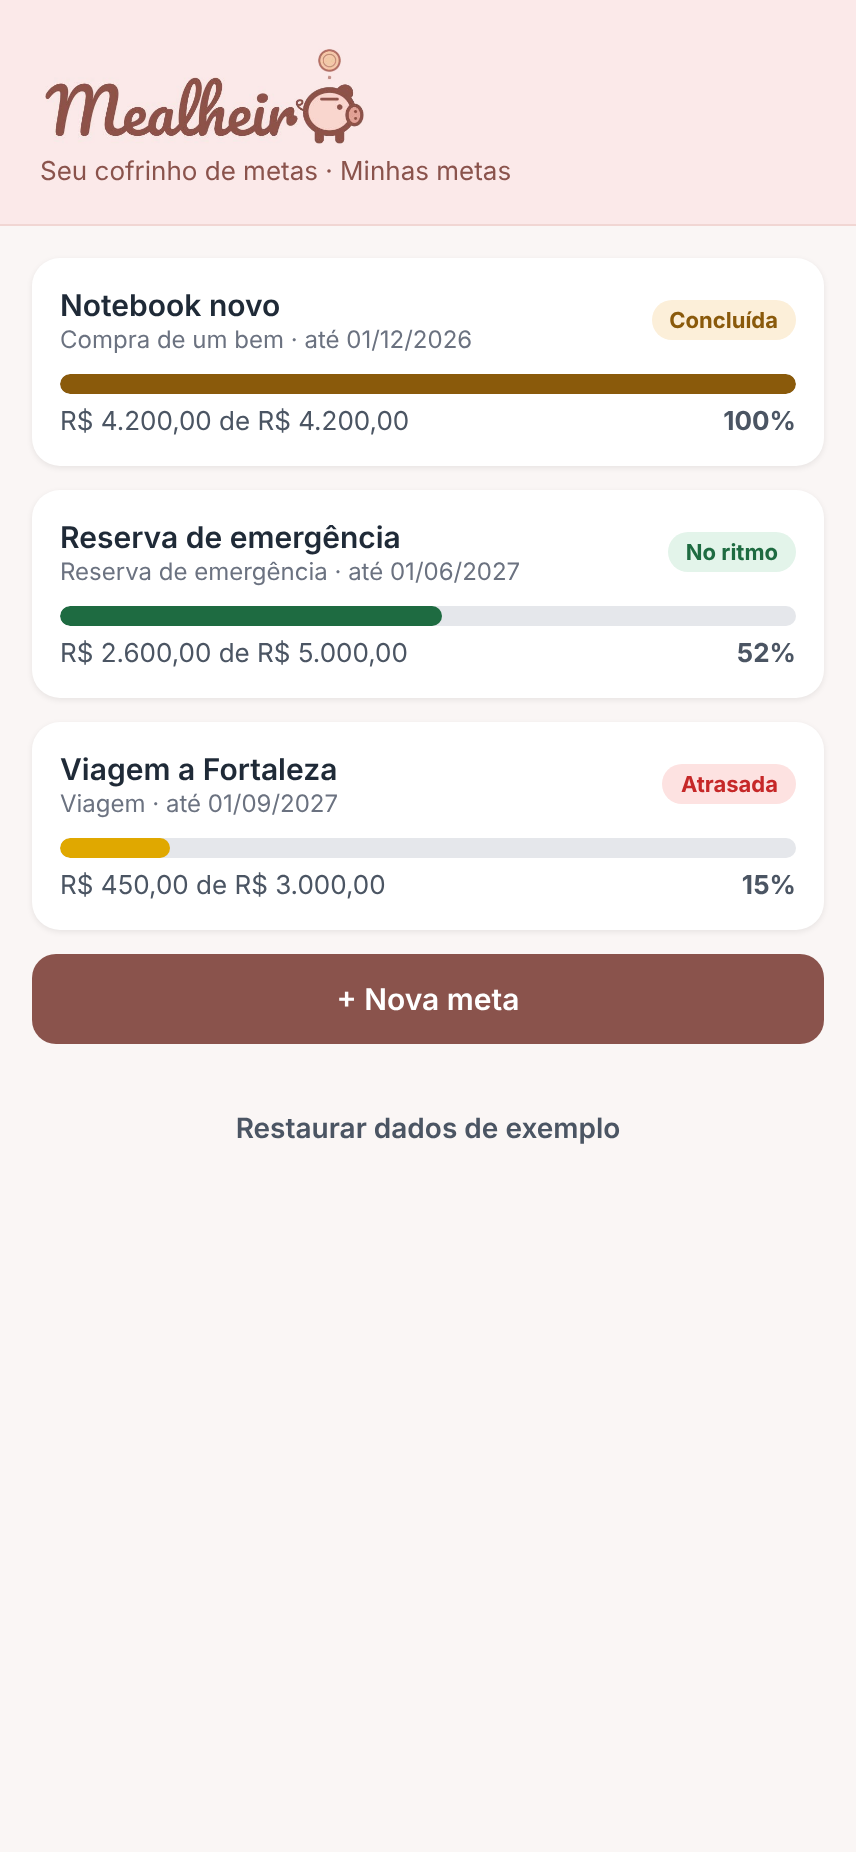 Mealheiro
Seu cofrinho de metas · Minhas metas
Notebook novo
Compra de um bem · até 01/12/2026
Concluída
R$ 4.200,00 de R$ 4.200,00
100%
Reserva de emergência
Reserva de emergência · até 01/06/2027
No ritmo
R$ 2.600,00 de R$ 5.000,00
52%
Viagem a Fortaleza
Viagem · até 01/09/2027
Atrasada
R$ 450,00 de R$ 3.000,00
15%
+ Nova meta
Restaurar dados de exemplo